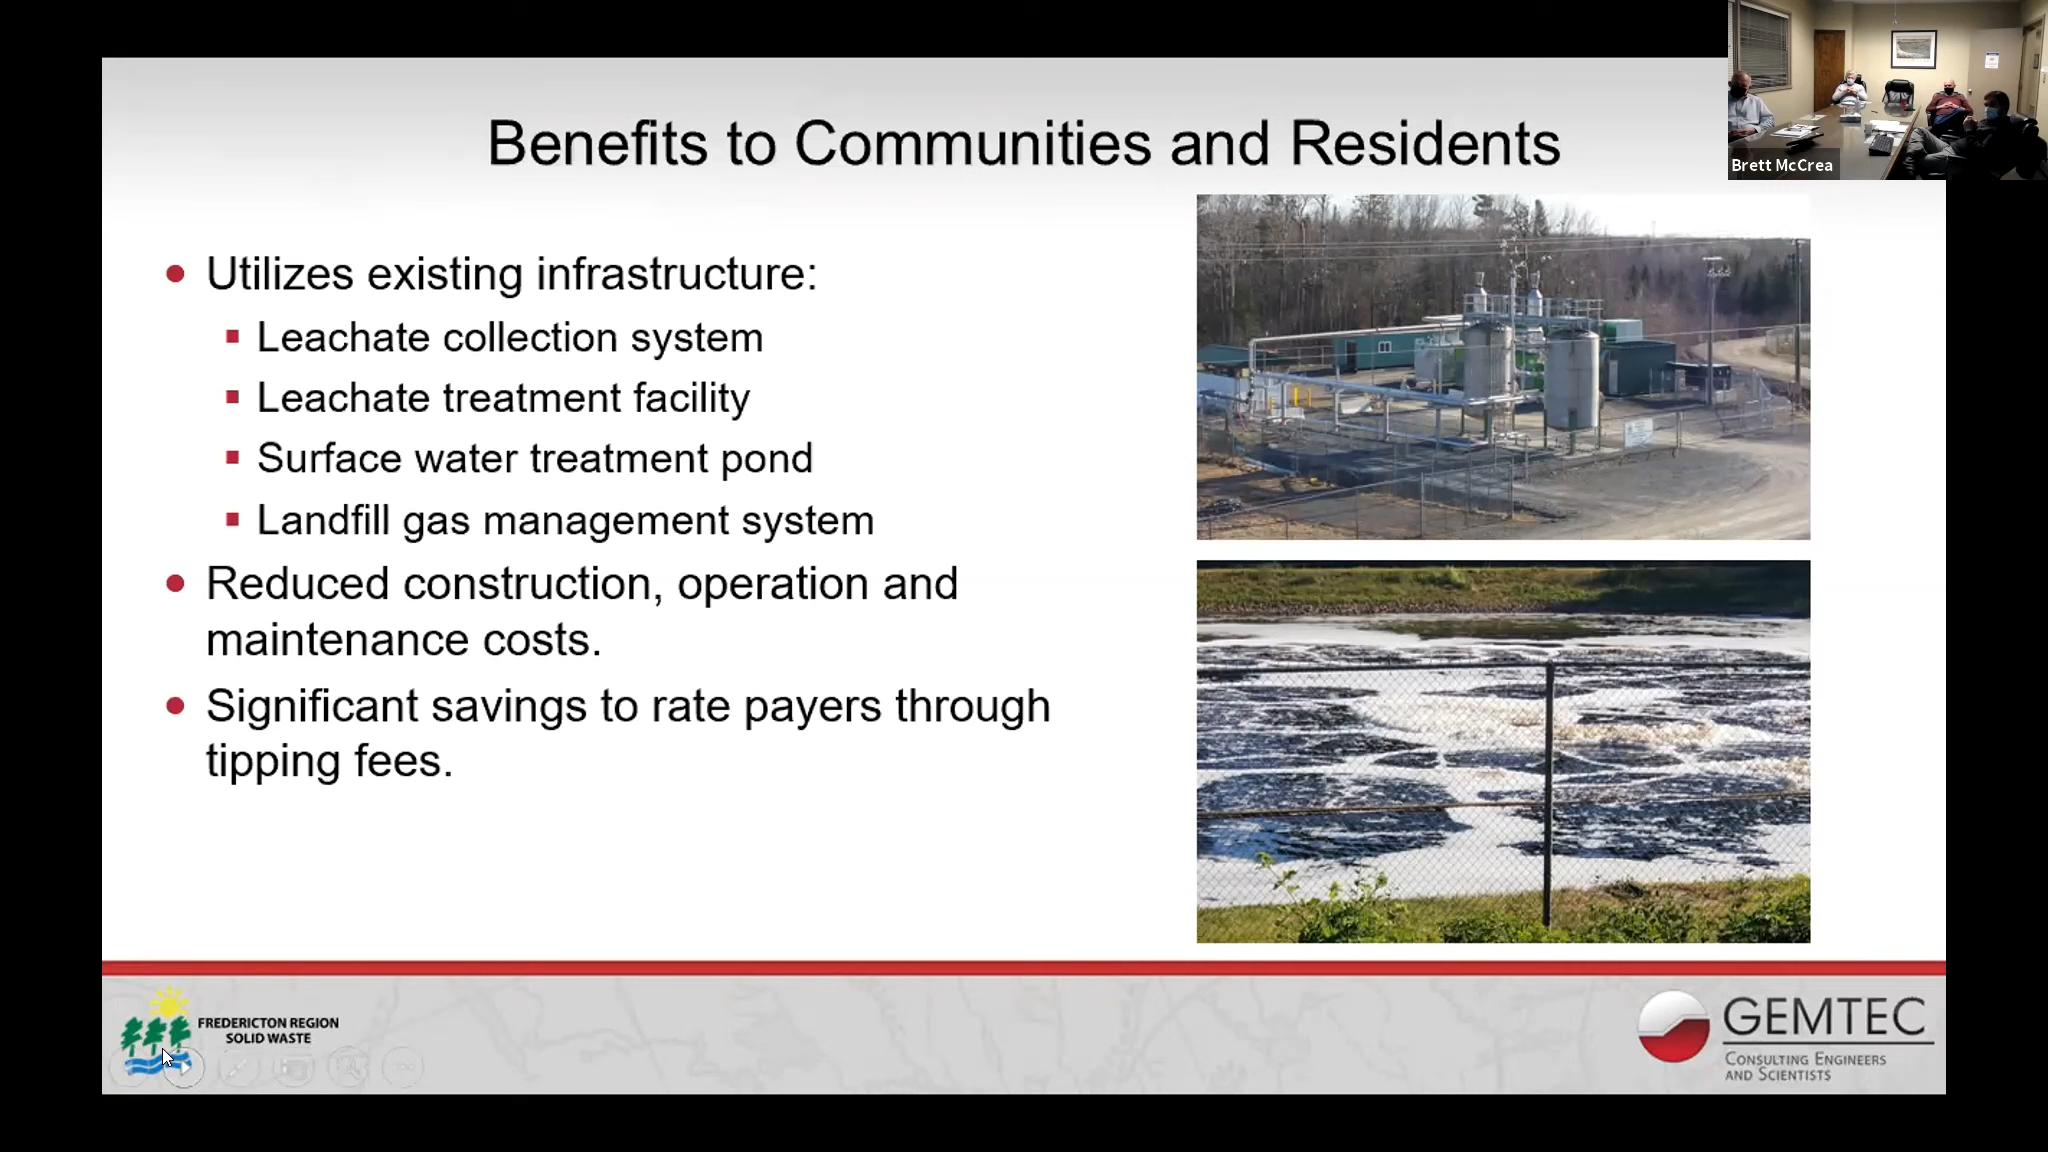 Benefits to Communities and Residents
Brett McCrea
Utilizes existing infrastructure:
Leachate collection system
Leachate treatment facility
Surface water treatment pond
Landfill gas management system
Reduced construction, operation and
maintenance costs.
Significant savings to rate payers through
tipping fees.
FREDERICTON REGION
SOLID WASTE
GEMTEC
CONSULTING ENGINEERS
AND SCIENTISTS